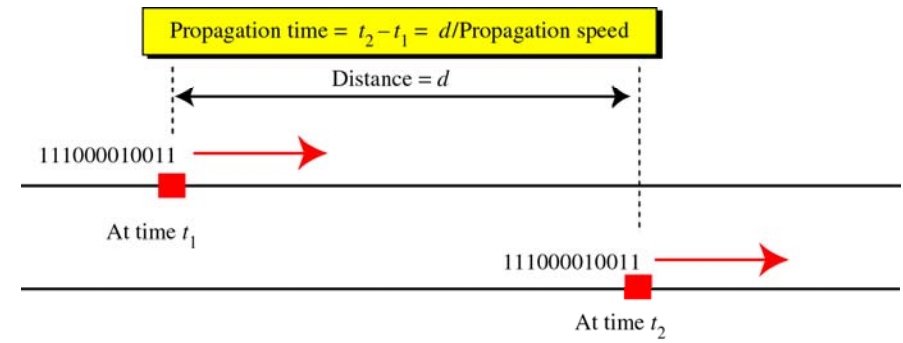 Propagation time = t₂ – t₁ = d/Propagation speed
Distance = d
111000010011
At time t₁
111000010011
At time t₂